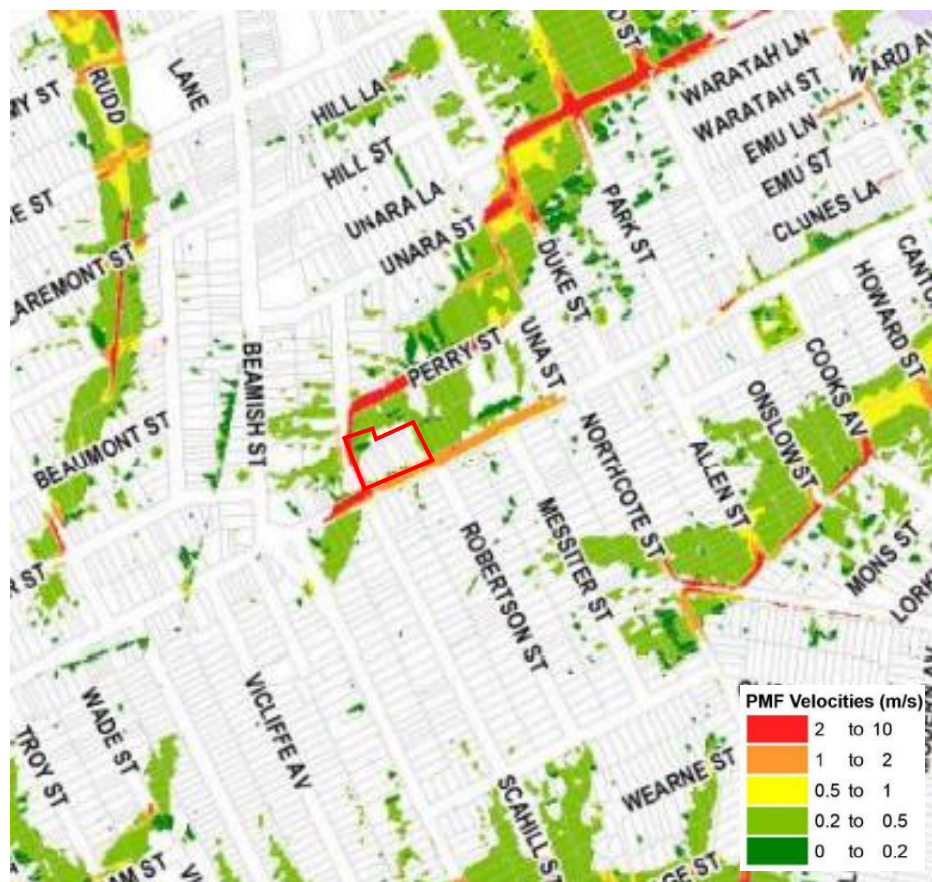 RUDD
LANE
HILL LA
WARATAH LN
WARATAH ST
WARD AV
HILL ST
EMU LN
EMU ST
UNARA LA
PARK ST
CLUNES LA
UNARA ST
DUKE ST
HOWARD ST
PERRY ST
UNA ST
COOKS AV
BEAMISH ST
ONSLOW ST
BEAUMONT ST
NORTHCOTE ST
ALLEN ST
MESSITER ST
ROBERTSON ST
MONS ST
WADE ST
VICLIFFE AV
TROY ST
SCAHILL ST
WEARNE ST
PMF Velocities (m/s)
2 to 10
1 to 2
0.5 to 1
0.2 to 0.5
0 to 0.2